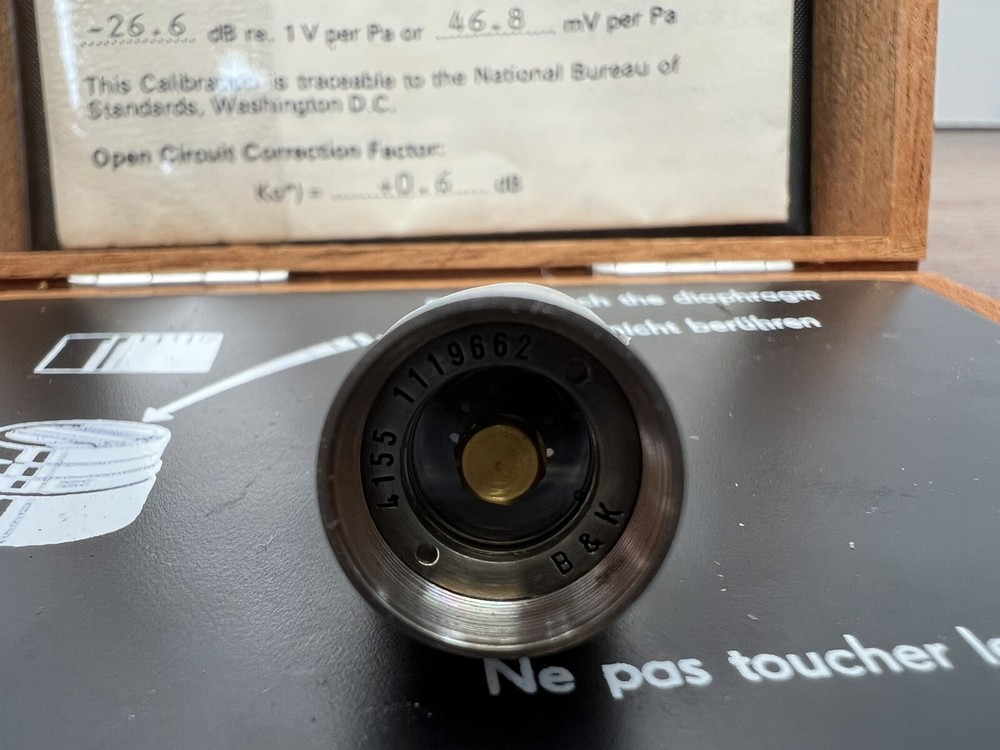 -26.6 dB re. 1 V per Pa or 46.8 mV per Pa
This Calibration is traceable to the National Bureau of
Standards, Washington D.C.
Open Circuit Correction Factor:
K₀*) = +0.6 dB
the diaphragm
nicht berühren
4155 1119662
B & K
Ne pas toucher